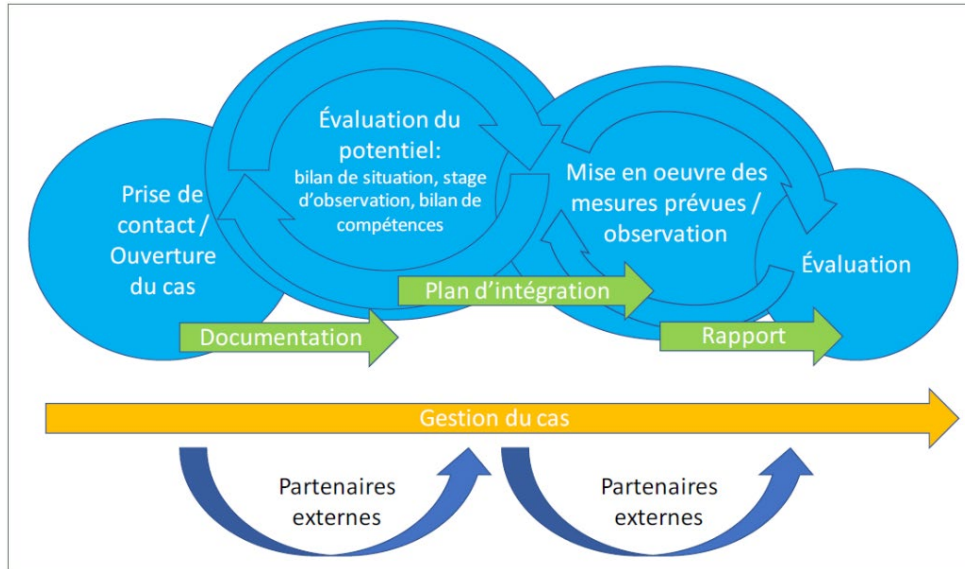 Prise de
contact /
Ouverture
du cas
Évaluation du
potentiel:
bilan de situation, stage
d'observation, bilan de
compétences
Mise en oeuvre des
mesures prévues /
observation
Évaluation
Documentation
Plan d'intégration
Rapport
Gestion du cas
Partenaires
externes
Partenaires
externes